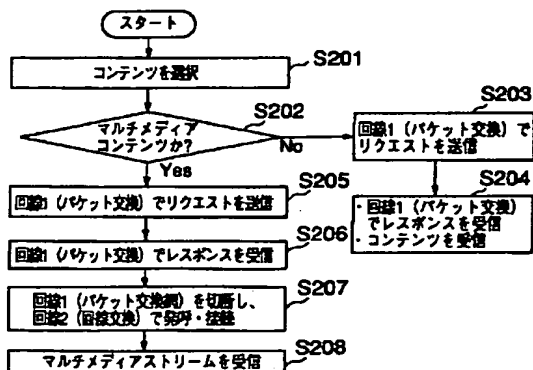 スタート
S201
コンテンツを選択
S202
マルチメディア
コンテンツか?
No
Yes
S203
回線1(パケット交換)で
リクエストを送信
S204
・回線1(パケット交換)
でレスポンスを受信
・コンテンツを受信
S205
回線1(パケット交換)でリクエストを送信
S206
回線1(パケット交換)でレスポンスを受信
S207
回線1(パケット交換網)を切断し、
回線2(回線交換)で発呼・接続
S208
マルチメディアストリームを受信